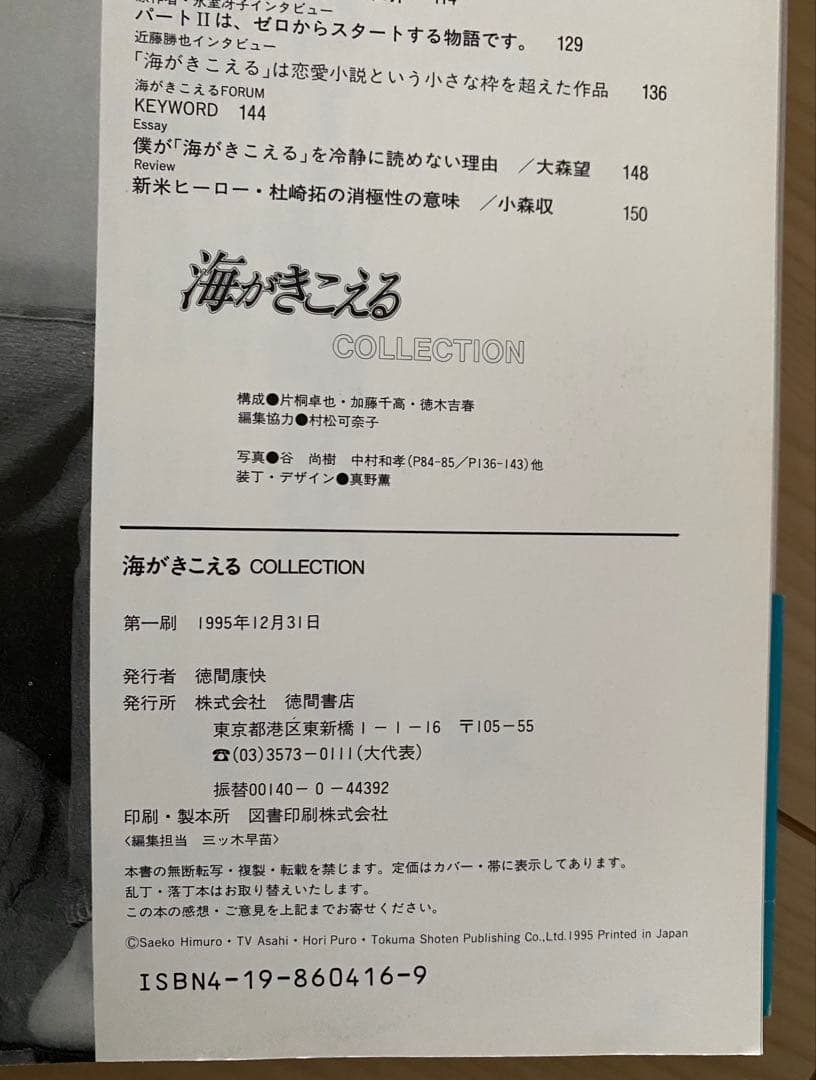 原作者・氷室冴子インタビュー
パートIIは、ゼロからスタートする物語です。 129
近藤勝也インタビュー
「海がきこえる」は恋愛小説という小さな枠を超えた作品 136
海がきこえるFORUM
KEYWORD 144
Essay
僕が「海がきこえる」を冷静に読めない理由 ／大森望 148
Review
新米ヒーロー・杜崎拓の消極性の意味 ／小森収 150
海がきこえる
COLLECTION
構成●片桐卓也・加藤千高・徳木吉春
編集協力●村松可奈子
写真●谷 尚樹 中村和孝(P84-85／P136-143)他
装丁・デザイン●真野薫
海がきこえる COLLECTION
第一刷 1995年12月31日
発行者 徳間康快
発行所 株式会社 徳間書店
東京都港区東新橋1－1－16 〒105－55
☎(03)3573－0111(大代表)
振替00140－0－44392
印刷・製本所 図書印刷株式会社
〈編集担当 三ッ木早苗〉
本書の無断転写・複製・転載を禁じます。定価はカバー・帯に表示してあります。
乱丁・落丁本はお取り替えいたします。
この本の感想・ご意見を上記までお寄せください。
©Saeko Himuro・TV Asahi・Hori Puro・Tokuma Shoten Publishing Co.,Ltd.1995 Printed in Japan
ISBN4-19-860416-9